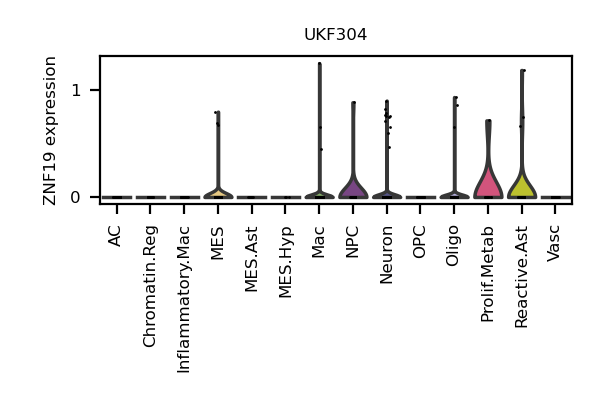 UKF304
ZNF19 expression
1
0
AC
Chromatin.Reg
Inflammatory.Mac
MES
MES.Ast
MES.Hyp
Mac
NPC
Neuron
OPC
Oligo
Prolif.Metab
Reactive.Ast
Vasc